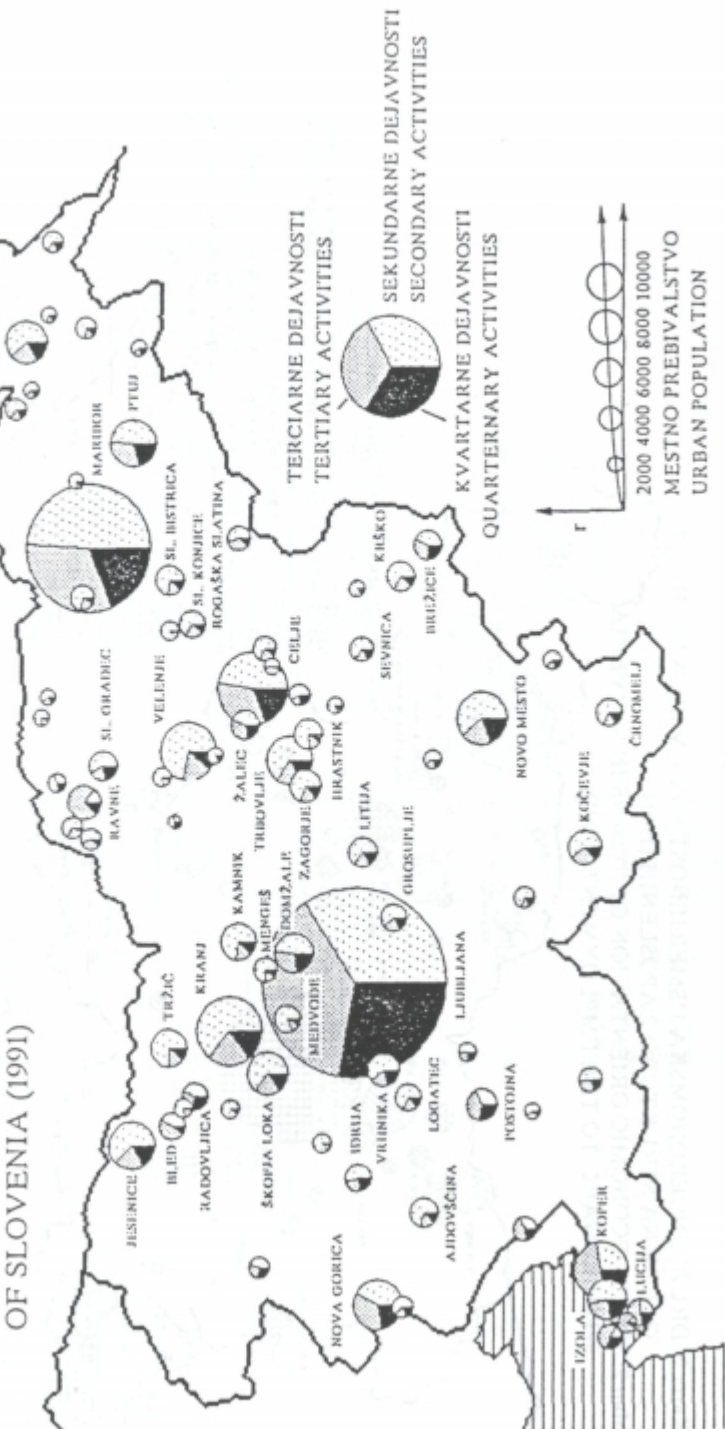 OF SLOVENIA (1991)
JESENICE
BLED
RADOVLJICA
TRŽIČ
KRANJ
ŠKOFJA LOKA
KAMNIK
MENGEŠ
DOMŽALE
MEDVODE
LJUBLJANA
GROSUPLJE
LITIJA
VRHNIKA
LOGATEC
IDRIJA
POSTOJNA
AJDOVŠČINA
NOVA GORICA
KOPER
IZOLA
LUCIJA
RAVNE
SL. GRADEC
VELENJE
ŽALEC
CELJE
TRBOVLJE
ZAGORJE
HRASTNIK
MARIBOR
PTUJ
SL. BISTRICA
SL. KONJICE
ROGAŠKA SLATINA
SEVNICA
KRŠKO
BREŽICE
NOVO MESTO
ČRNOMELJ
KOČEVJE
TERCIARNE DEJAVNOSTI
TERTIARY ACTIVITIES
SEKUNDARNE DEJAVNOSTI
SECONDARY ACTIVITIES
KVARTARNE DEJAVNOSTI
QUARTERNARY ACTIVITIES
r
2000 4000 6000 8000 10000
MESTNO PREBIVALSTVO
URBAN POPULATION